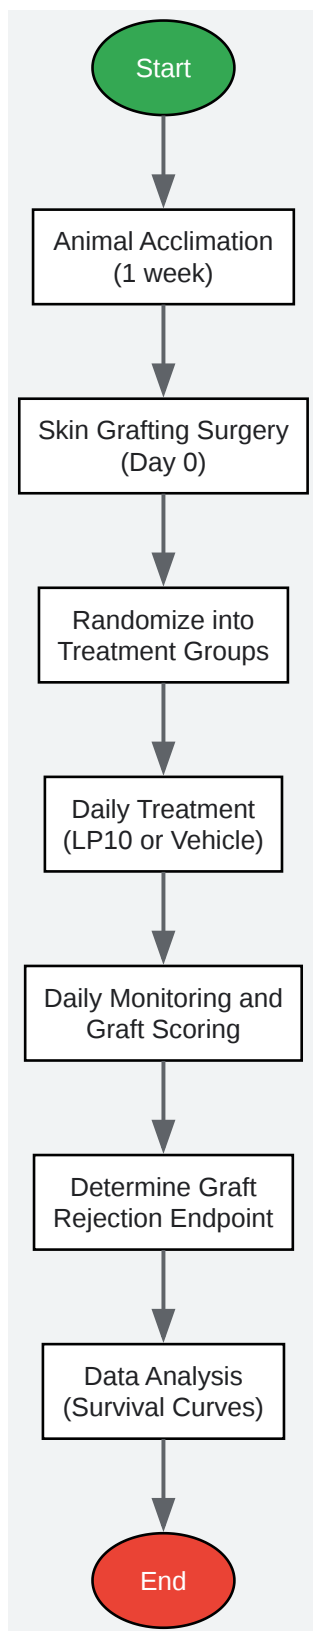 Start
Animal Acclimation
(1 week)
Skin Grafting Surgery
(Day 0)
Randomize into
Treatment Groups
Daily Treatment
(LP10 or Vehicle)
Daily Monitoring and
Graft Scoring
Determine Graft
Rejection Endpoint
Data Analysis
(Survival Curves)
End